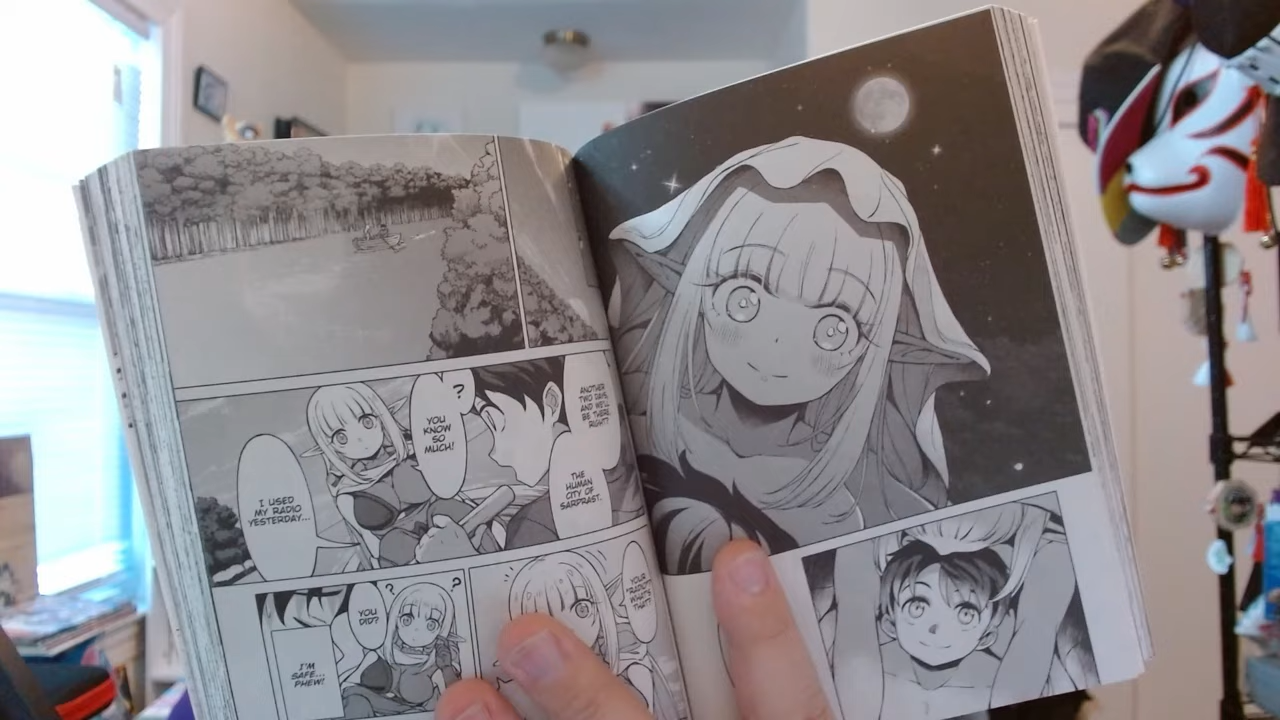 ANOTHER
TWO DAYS,
AND WE'LL
BE THERE,
RIGHT?
THE
HUMAN
CITY OF
SARDRAST.
?
YOU
KNOW
SO
MUCH!
I USED
MY RADIO
YESTERDAY...
YOUR
"RADIO"?
WHAT'S
THAT?
?
?
YOU
DID?
I'M
SAFE...
PHEW!